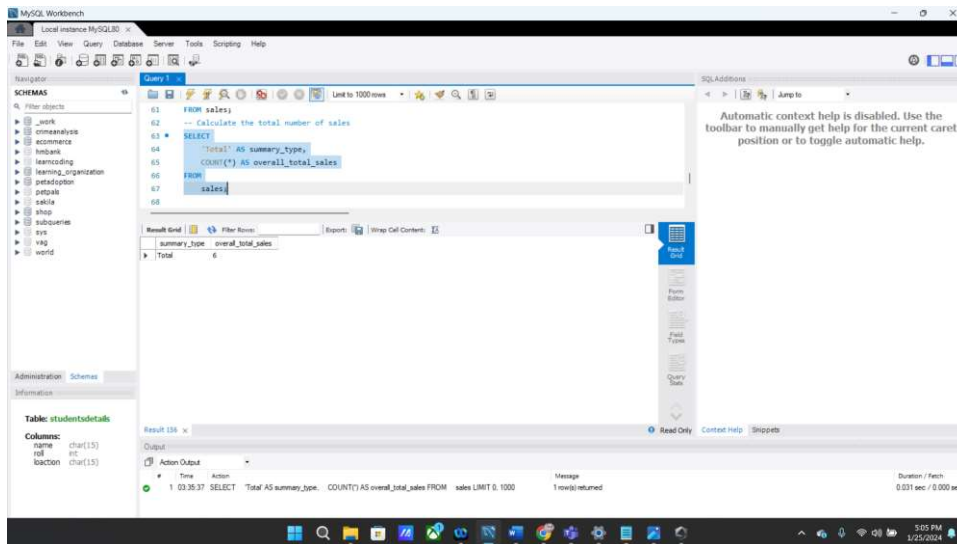 MySQL Workbench
Local instance MySQL80
File Edit View Query Database Server Tools Scripting Help
Navigator
SCHEMAS
Filter objects
_work
crimeanalysis
ecommerce
hmbank
learncoding
learning_organization
petadoption
petpals
sakila
shop
subqueries
sys
vag
world
Administration Schemas
Information
Table: studentsdetails
Columns:
name char(15)
roll int
loaction char(15)
Query 1
Limit to 1000 rows
61 FROM sales;
62 -- Calculate the total number of sales
63 SELECT
64 'Total' AS summary_type,
65 COUNT(*) AS overall_total_sales
66 FROM
67 sales;
68
Result Grid Filter Rows: Export: Wrap Cell Content:
summary_type overall_total_sales
Total 6
Result Grid
Form Editor
Field Types
Query Stats
Result 156
Read Only
Output
Action Output
# Time Action Message Duration / Fetch
1 03:35:37 SELECT 'Total' AS summary_type, COUNT(*) AS overall_total_sales FROM sales LIMIT 0, 1000 1 row(s) returned 0.031 sec / 0.000 se
SQLAdditions
Jump to
Automatic context help is disabled. Use the
toolbar to manually get help for the current caret
position or to toggle automatic help.
Context Help Snippets
5:05 PM
1/25/2024